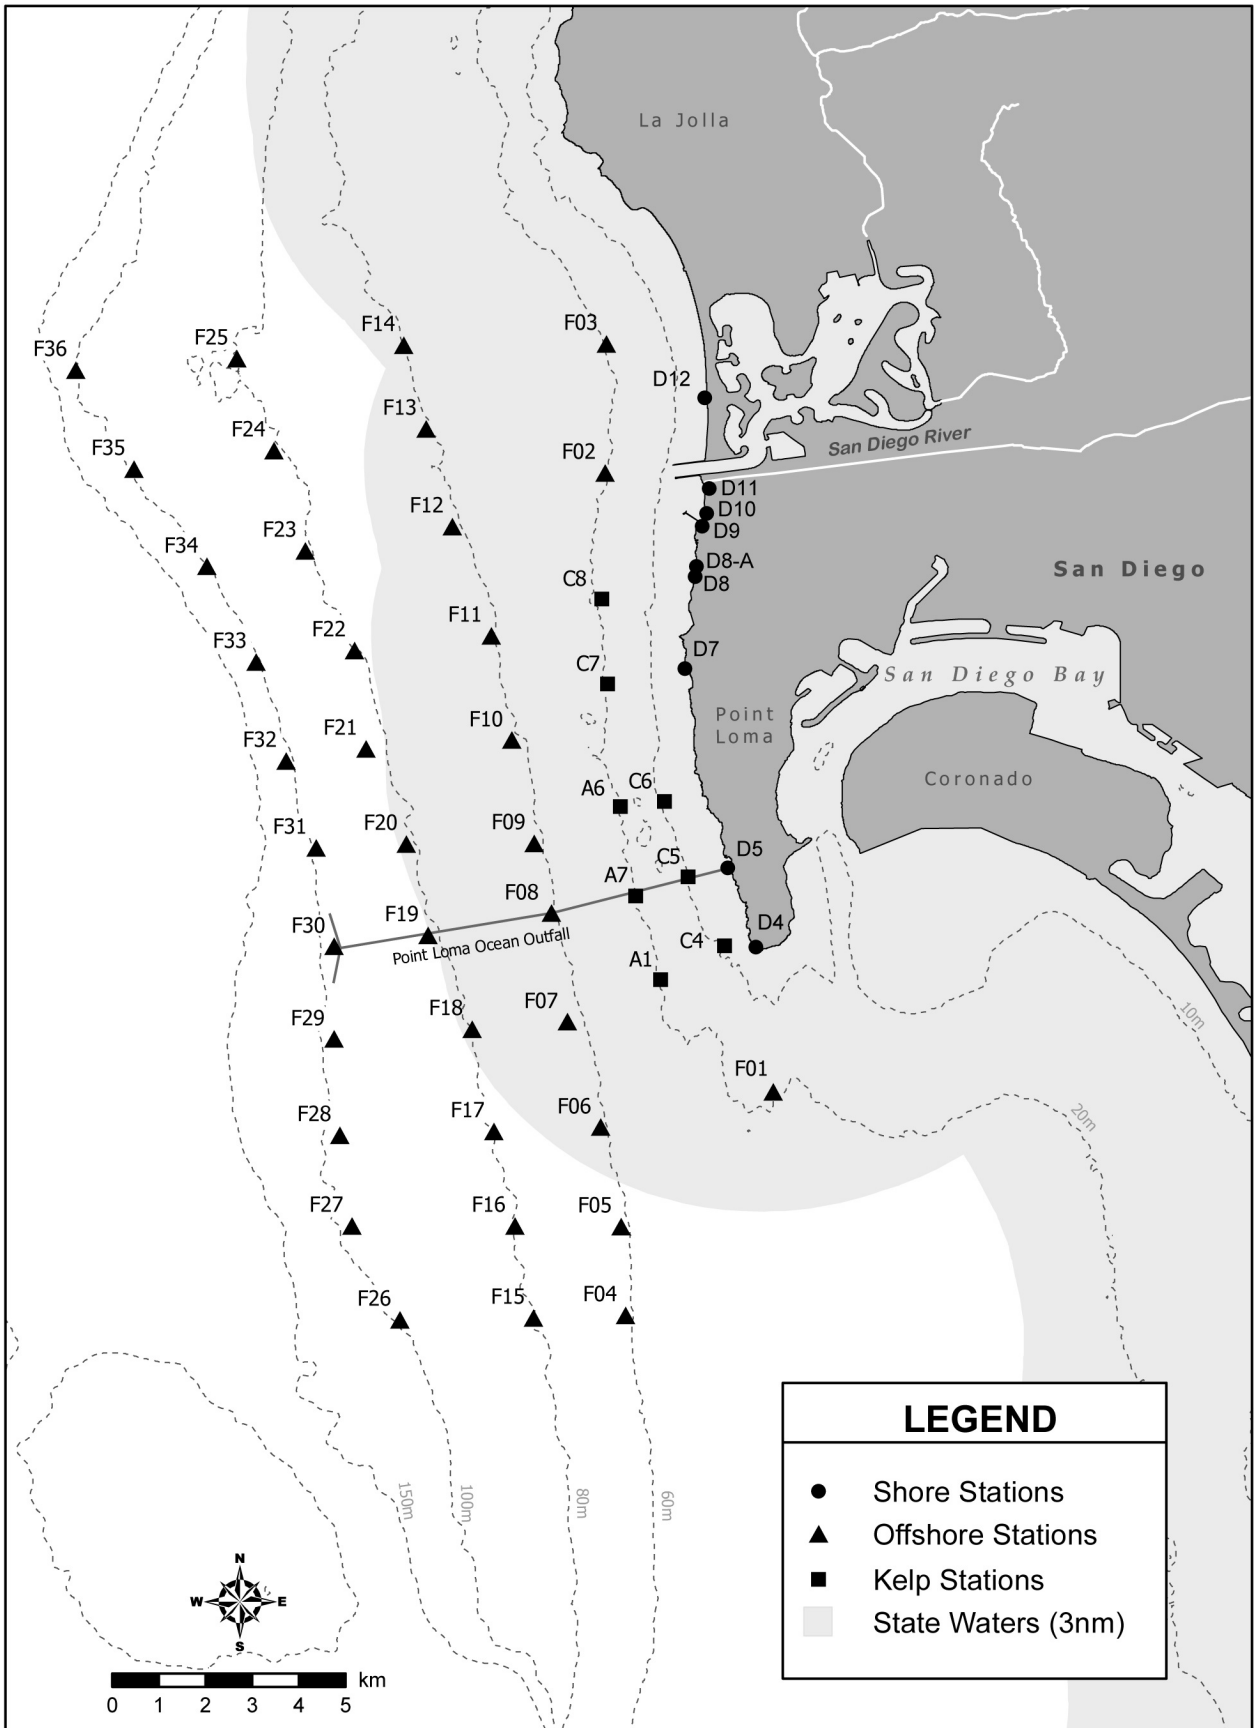 La Jolla
F14
F03
F25
F36
D12
F13
F24
San Diego River
F35
F02
D11
F12
D10
F23
D9
F34
D8-A
San Diego
C8
D8
F11
F22
F33
D7
C7
San Diego Bay
F10
Point
Loma
F21
F32
C6
Coronado
A6
F31
F20
F09
D5
C5
A7
F08
F19
F30
D4
Point Loma Ocean Outfall
C4
A1
F07
F18
10m
F29
F01
F06
20m
F17
F28
F05
F16
F27
F04
F15
F26
LEGEND
Shore Stations
Offshore Stations
Kelp Stations
State Waters (3nm)
150m
100m
80m
60m
N
W
E
S
km
0 1 2 3 4 5